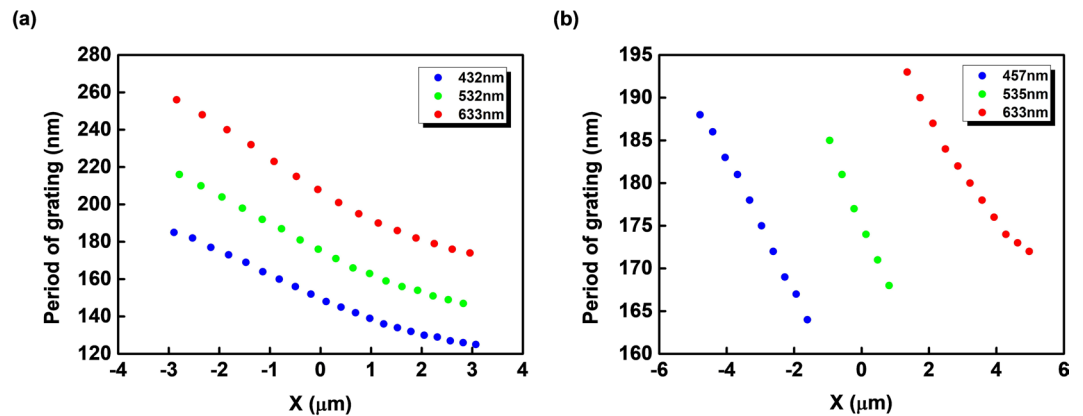 (a)
280
260
240
220
200
180
160
140
120
-4
-3
-2
-1
0
1
2
3
4
Period of grating (nm)
X (μm)
432nm
532nm
633nm
(b)
195
190
185
180
175
170
165
160
-6
-4
-2
0
2
4
6
Period of grating (nm)
X (μm)
457nm
535nm
633nm